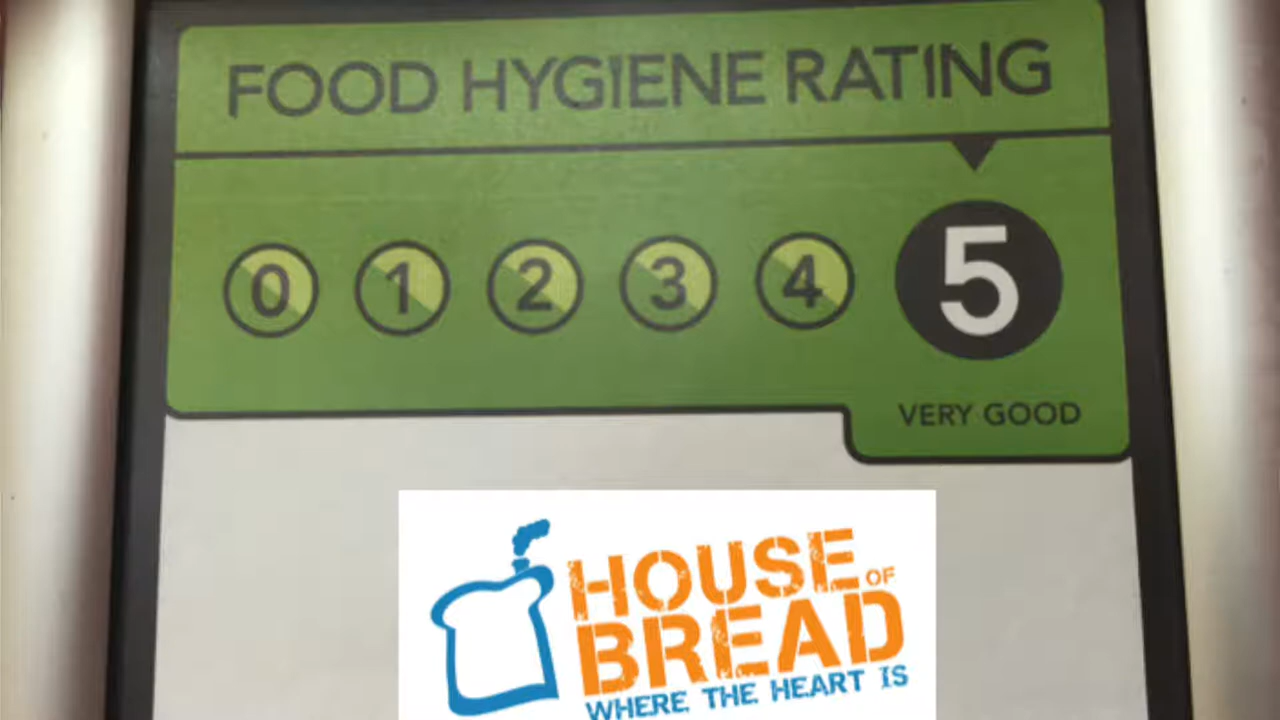 FOOD HYGIENE RATING
0 1 2 3 4 5
VERY GOOD
HOUSE OF
BREAD
WHERE THE HEART IS